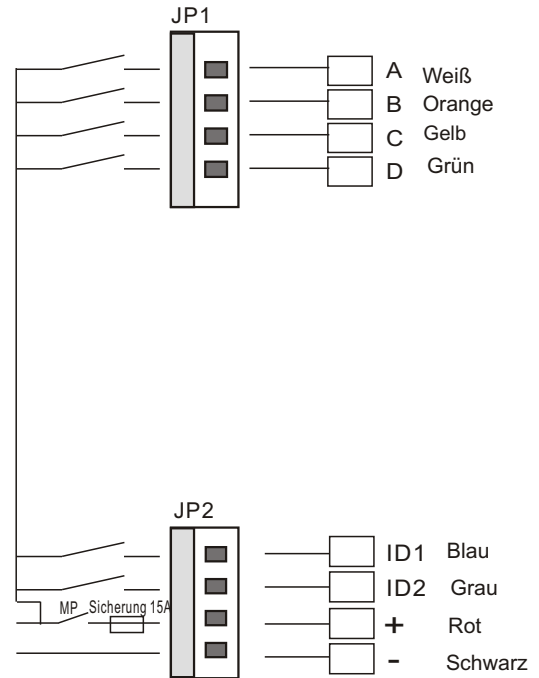 JP1
A Weiß
B Orange
C Gelb
D Grün
JP2
ID1 Blau
ID2 Grau
MP Sicherung 15A + Rot
- Schwarz